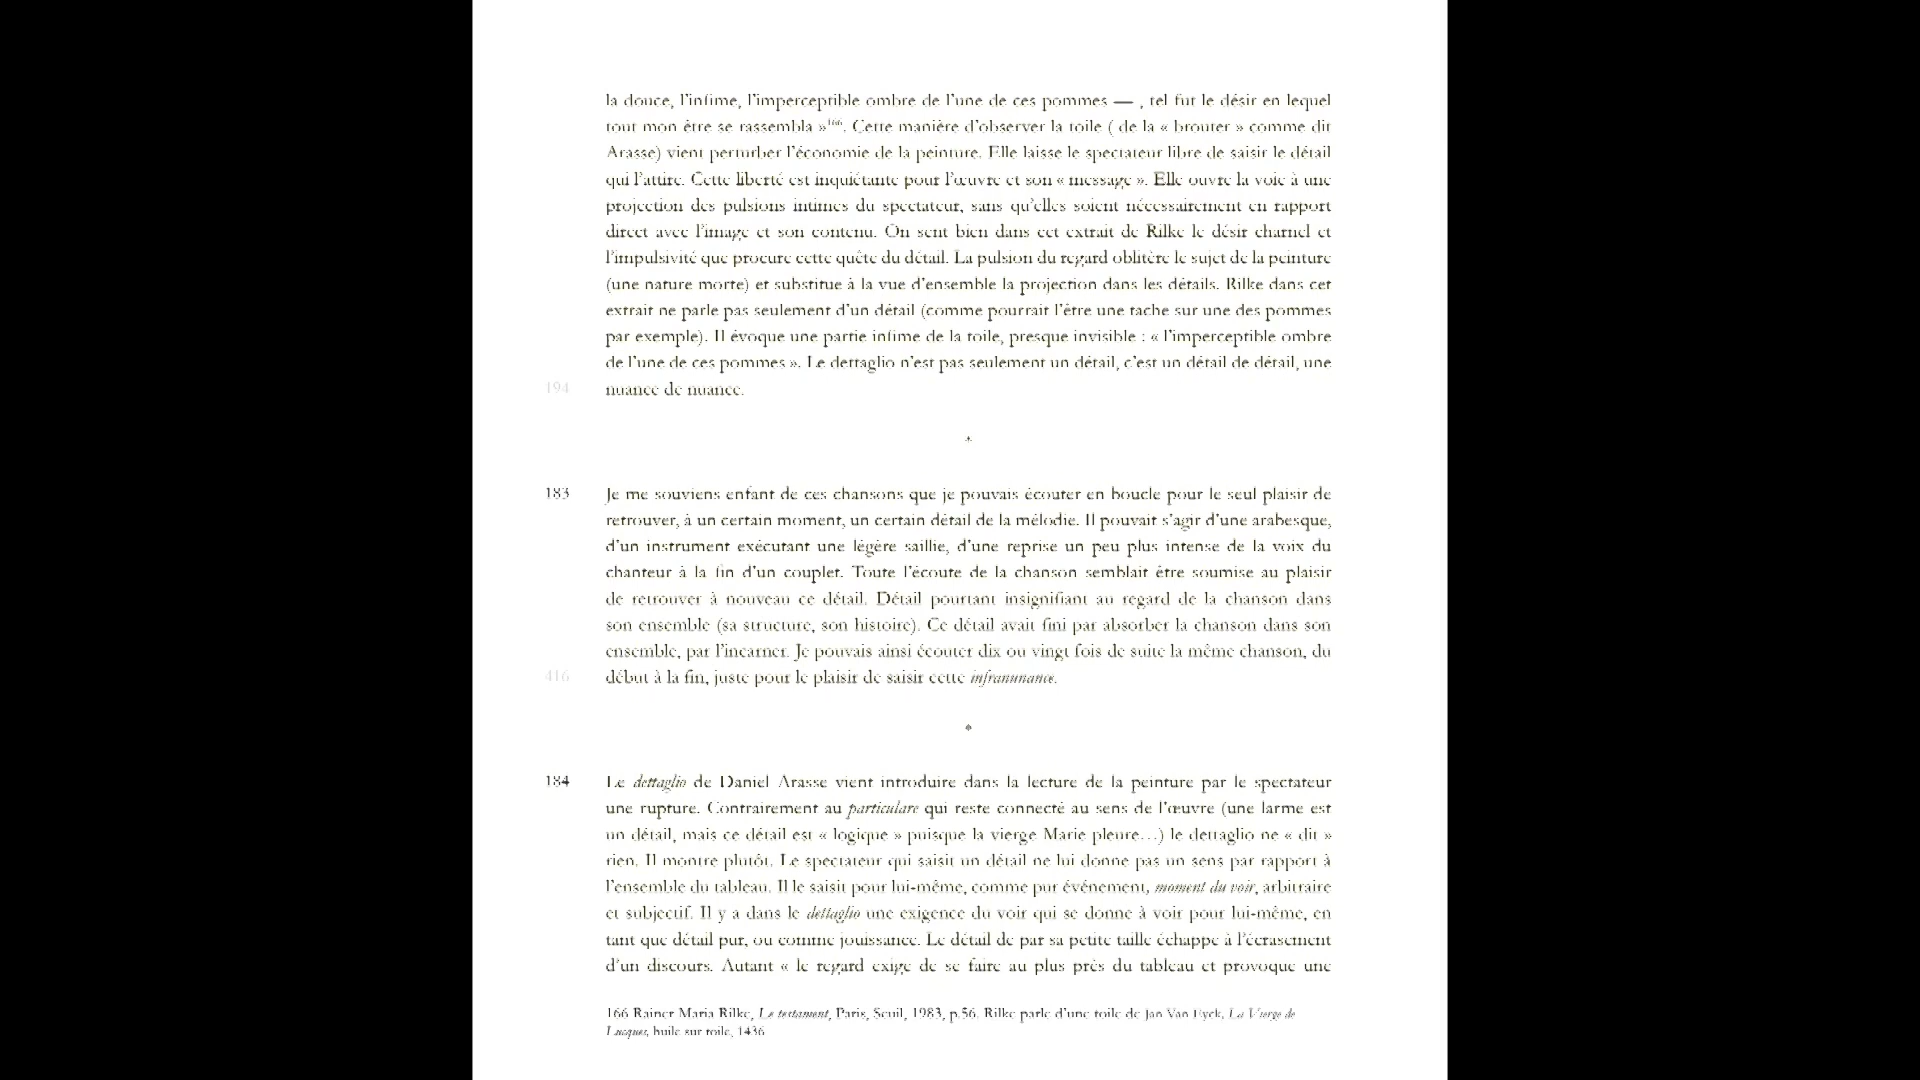 la douce, l'infime, l'imperceptible ombre de l'une de ces pommes — , tel fut le désir en lequel
tout mon être se rassembla »166. Cette manière d'observer la toile ( de la « brouter » comme dit
Arasse) vient perturber l'économie de la peinture. Elle laisse le spectateur libre de saisir le détail
qui l'attire. Cette liberté est inquiétante pour l'œuvre et son « message ». Elle ouvre la voie à une
projection des pulsions intimes du spectateur, sans qu'elles soient nécessairement en rapport
direct avec l'image et son contenu. On sent bien dans cet extrait de Rilke le désir charnel et
l'impulsivité que procure cette quête du détail. La pulsion du regard oblitère le sujet de la peinture
(une nature morte) et substitue à la vue d'ensemble la projection dans les détails. Rilke dans cet
extrait ne parle pas seulement d'un détail (comme pourrait l'être une tache sur une des pommes
par exemple). Il évoque une partie infime de la toile, presque invisible : « l'imperceptible ombre
de l'une de ces pommes ». Le dettaglio n'est pas seulement un détail, c'est un détail de détail, une
194 nuance de nuance.
*
183 Je me souviens enfant de ces chansons que je pouvais écouter en boucle pour le seul plaisir de
retrouver, à un certain moment, un certain détail de la mélodie. Il pouvait s'agir d'une arabesque,
d'un instrument exécutant une légère saillie, d'une reprise un peu plus intense de la voix du
chanteur à la fin d'un couplet. Toute l'écoute de la chanson semblait être soumise au plaisir
de retrouver à nouveau ce détail. Détail pourtant insignifiant au regard de la chanson dans
son ensemble (sa structure, son histoire). Ce détail avait fini par absorber la chanson dans son
ensemble, par l'incarner. Je pouvais ainsi écouter dix ou vingt fois de suite la même chanson, du
416 début à la fin, juste pour le plaisir de saisir cette infranunance.
*
184 Le dettaglio de Daniel Arasse vient introduire dans la lecture de la peinture par le spectateur
une rupture. Contrairement au particulare qui reste connecté au sens de l'œuvre (une larme est
un détail, mais ce détail est « logique » puisque la vierge Marie pleure…) le dettaglio ne « dit »
rien. Il montre plutôt. Le spectateur qui saisit un détail ne lui donne pas un sens par rapport à
l'ensemble du tableau. Il le saisit pour lui-même, comme pur événement, moment du voir, arbitraire
et subjectif. Il y a dans le dettaglio une exigence du voir qui se donne à voir pour lui-même, en
tant que détail pur, ou comme jouissance. Le détail de par sa petite taille échappe à l'écrasement
d'un discours. Autant « le regard exige de se faire au plus près du tableau et provoque une
166 Rainer Maria Rilke, Le testament, Paris, Seuil, 1983, p.56. Rilke parle d'une toile de Jan Van Eyck, La Vierge de
Lucques, huile sur toile, 1436